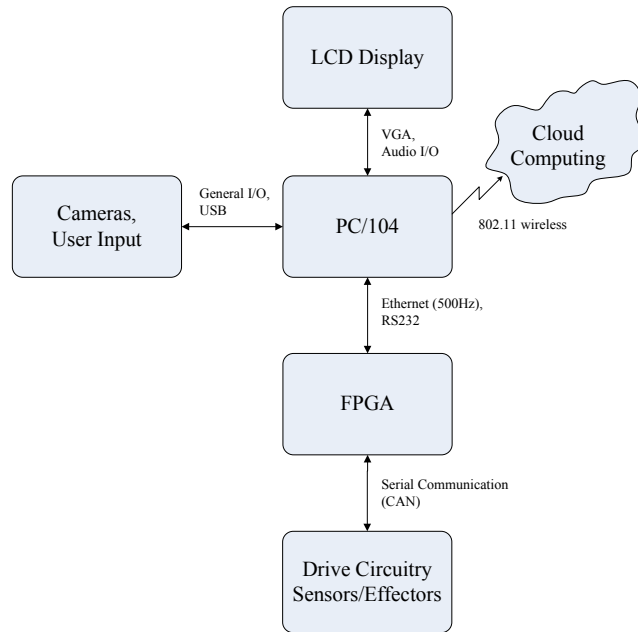 LCD Display
VGA,
Audio I/O
Cloud
Computing
General I/O,
USB
Cameras,
User Input
PC/104
802.11 wireless
Ethernet (500Hz),
RS232
FPGA
Serial Communication
(CAN)
Drive Circuitry
Sensors/Effectors